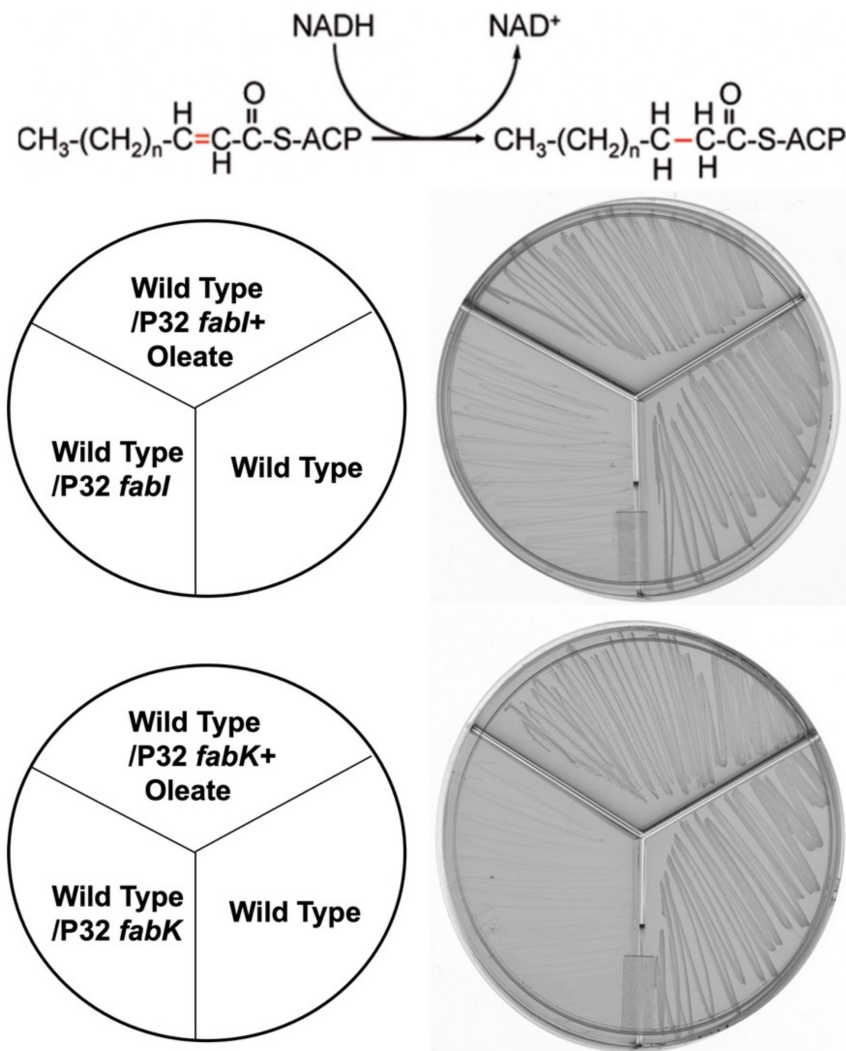 NADH NAD⁺
CH₃-(CH₂)ₙ-C=C-C-S-ACP CH₃-(CH₂)ₙ-C-C-C-S-ACP
H O H H O
H H H
Wild Type
/P32 fabI+
Oleate
Wild Type
/P32 fabI
Wild Type
Wild Type
/P32 fabK+
Oleate
Wild Type
/P32 fabK
Wild Type